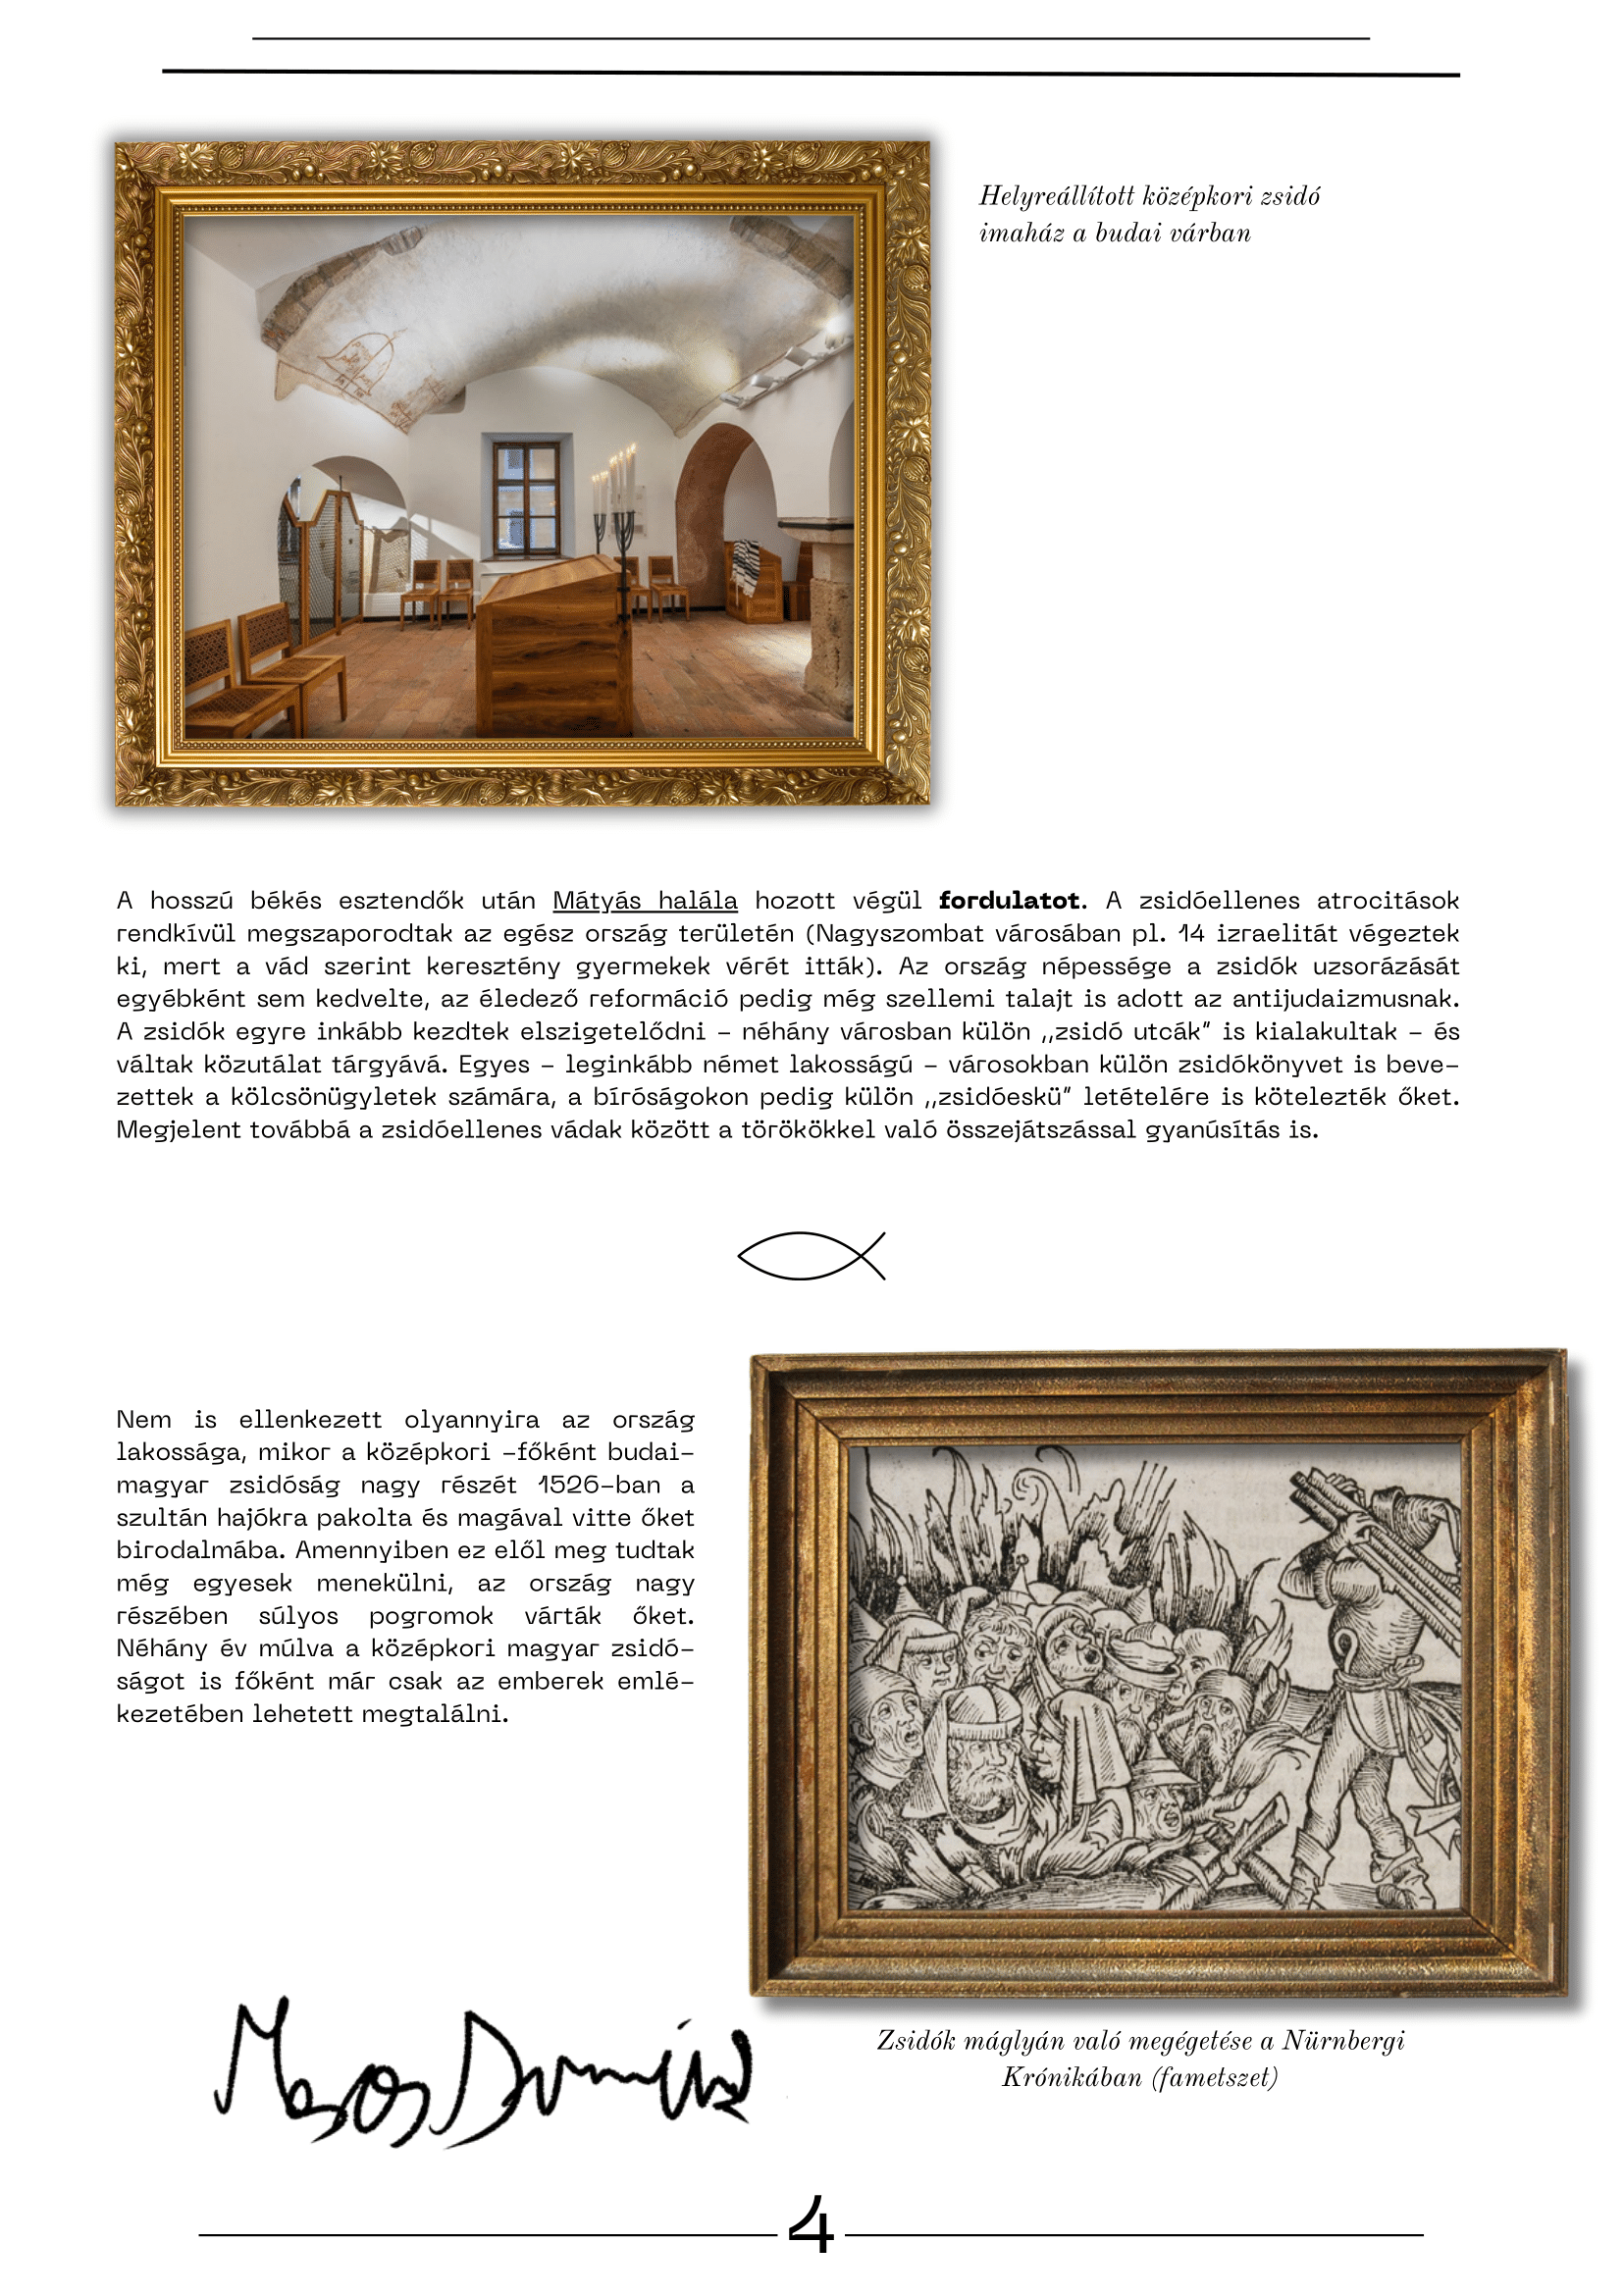 Helyreállított középkori zsidó
imaház a budai várban
A hosszú békés esztendők után Mátyás halála hozott végül fordulatot. A zsidóellenes atrocitások
rendkívül megszaporodtak az egész ország területén (Nagyszombat városában pl. 14 izraelitát végeztek
ki, mert a vád szerint keresztény gyermekek vérét itták). Az ország népessége a zsidók uzsorázását
egyébként sem kedvelte, az éledező reformáció pedig még szellemi talajt is adott az antijudaizmusnak.
A zsidók egyre inkább kezdtek elszigetelődni – néhány városban külön ,,zsidó utcák” is kialakultak – és
váltak közutálat tárgyává. Egyes – leginkább német lakosságú – városokban külön zsidókönyvet is beve-
zettek a kölcsönügyletek számára, a bíróságokon pedig külön ,,zsidóeskü” letételére is kötelezték őket.
Megjelent továbbá a zsidóellenes vádak között a törökökkel való összejátszással gyanúsítás is.
Nem is ellenkezett olyannyira az ország
lakossága, mikor a középkori -főként budai-
magyar zsidóság nagy részét 1526-ban a
szultán hajókra pakolta és magával vitte őket
birodalmába. Amennyiben ez elől meg tudtak
még egyesek menekülni, az ország nagy
részében súlyos pogromok várták őket.
Néhány év múlva a középkori magyar zsidó-
ságot is főként már csak az emberek emlé-
kezetében lehetett megtalálni.
Zsidók máglyán való megégetése a Nürnbergi
Krónikában (fametszet)
4